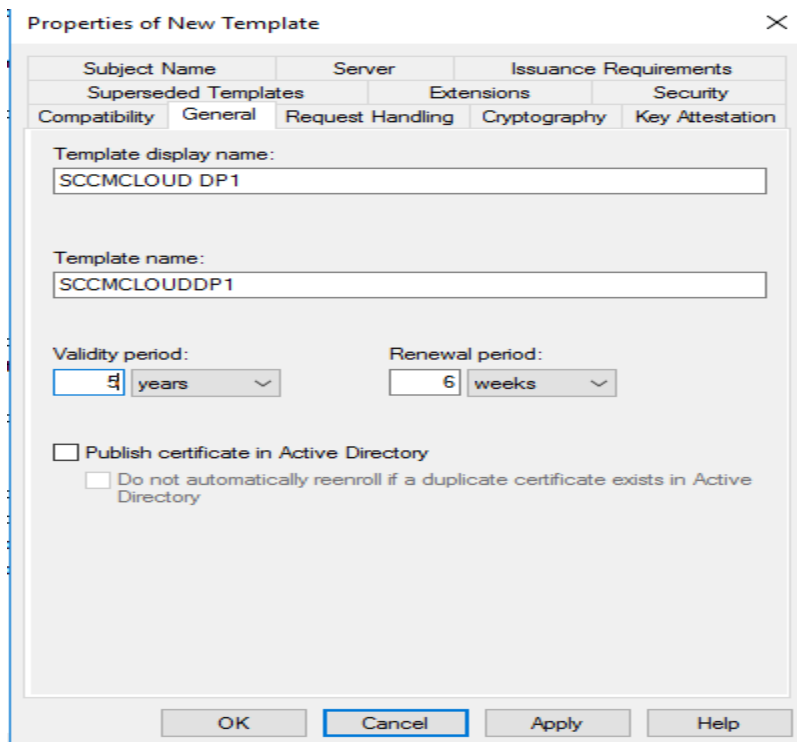 Properties of New Template
Subject Name Server Issuance Requirements
Superseded Templates Extensions Security
Compatibility General Request Handling Cryptography Key Attestation
Template display name:
SCCMCLOUD DP1
Template name:
SCCMCLOUDDP1
Validity period: Renewal period:
5 years 6 weeks
Publish certificate in Active Directory
Do not automatically reenroll if a duplicate certificate exists in Active
Directory
OK Cancel Apply Help